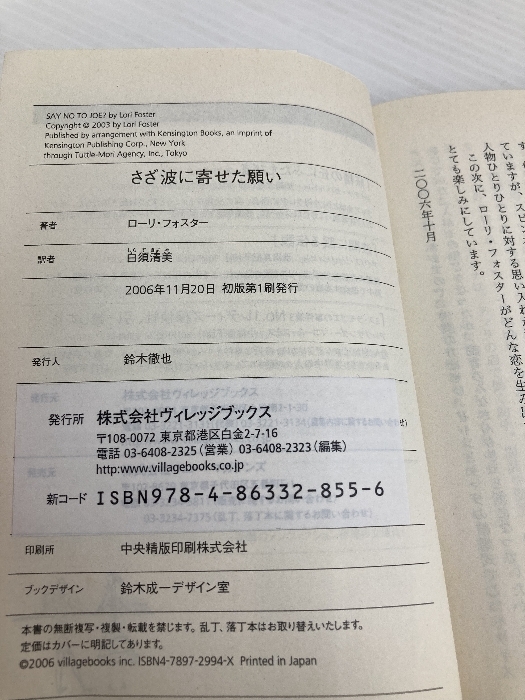 SAY NO TO JOE? by Lori Foster
Copyright © 2003 by Lori Foster
Published by arrangement with Kensington Books, an imprint of
Kensington Publishing Corp., New York
through Tuttle-Mori Agency, Inc., Tokyo
さざ波に寄せた願い
著者 ローリ・フォスター
訳者 白須清美
2006年11月20日 初版第1刷発行
発行人 鈴木徹也
発行所 株式会社ヴィレッジブックス
〒108-0072 東京都港区白金2-7-16
電話 03-6408-2325(営業) 03-6408-2323(編集)
http:www.villagebooks.co.jp
新コード ISBN978-4-86332-855-6
印刷所 中央精版印刷株式会社
ブックデザイン 鈴木成一デザイン室
本書の無断複写・複製・転載を禁じます。乱丁、落丁本はお取り替えいたします。
定価はカバーに明記してあります。
©2006 villagebooks inc. ISBN4-7897-2994-X Printed in Japan
ていますが、スピン
人物ひとりひとりに対する思い入れが
この次に、ローリ・フォスターがどんな恋を生み
とても楽しみにしています。
二〇〇六年十月